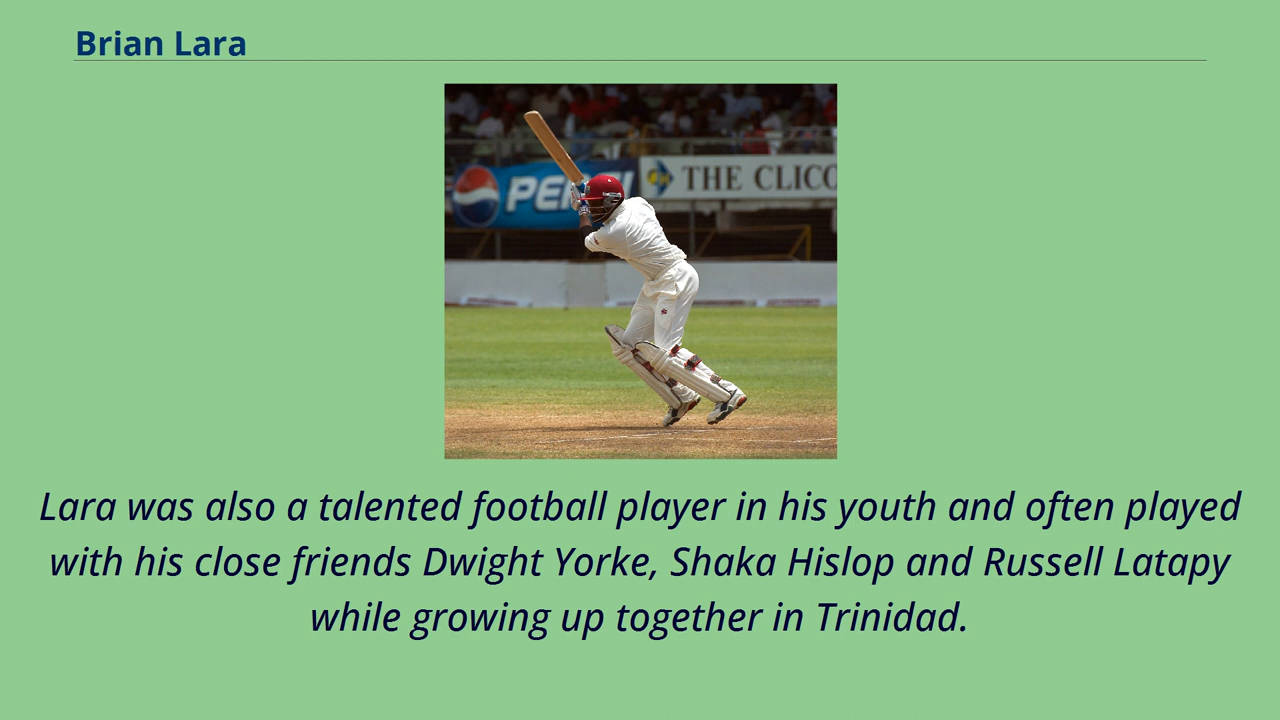 Brian Lara
PEPSI
THE CLICO
Lara was also a talented football player in his youth and often played
with his close friends Dwight Yorke, Shaka Hislop and Russell Latapy
while growing up together in Trinidad.